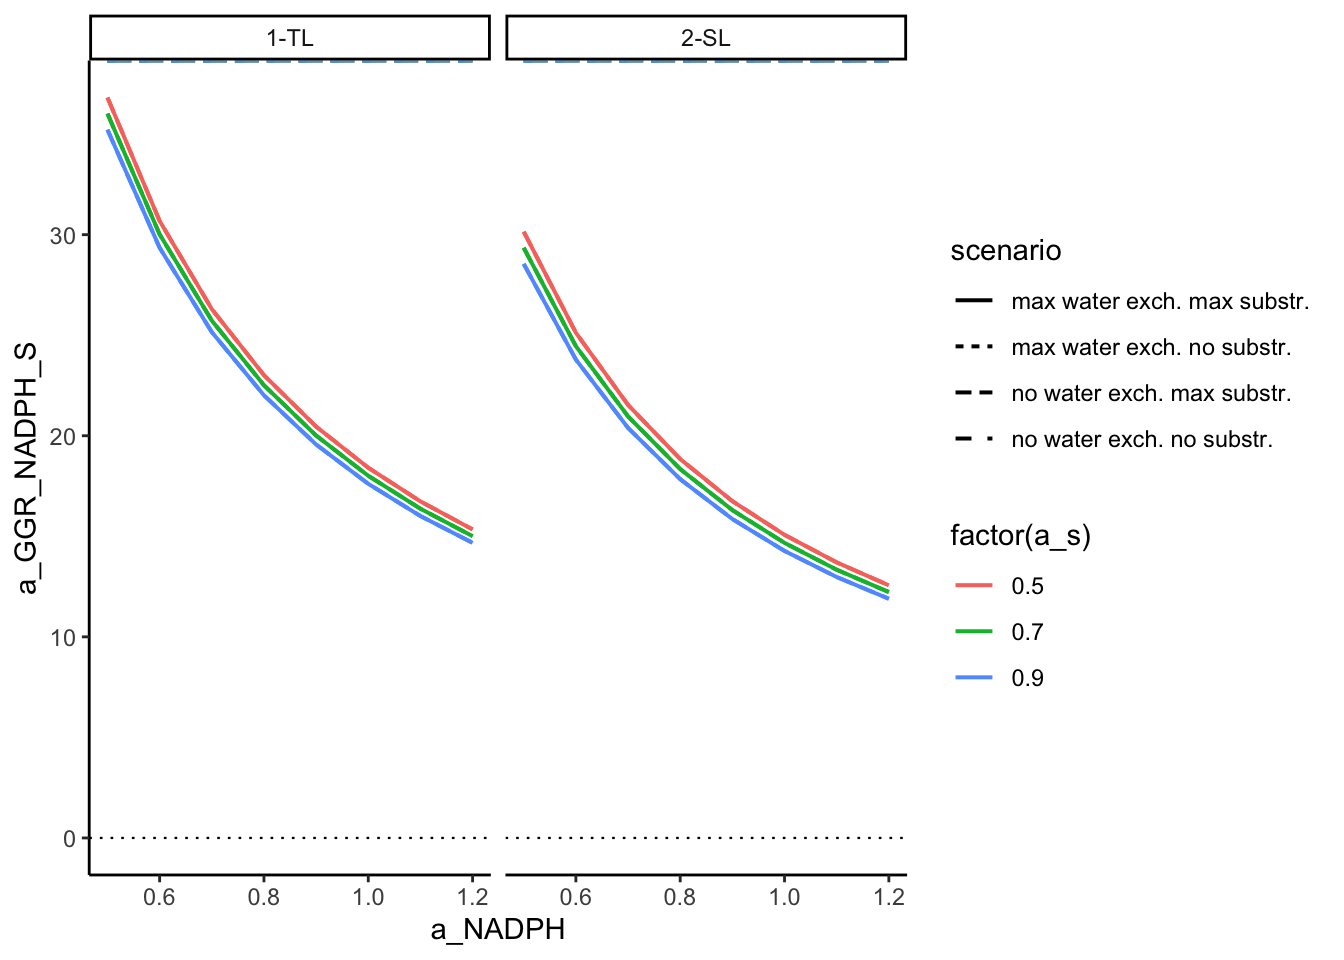 1-TL
2-SL
a_GGR_NADPH_S
30
20
10
0
0.6
0.8
1.0
1.2
0.6
0.8
1.0
1.2
a_NADPH
scenario
max water exch. max substr.
max water exch. no substr.
no water exch. max substr.
no water exch. no substr.
factor(a_s)
0.5
0.7
0.9